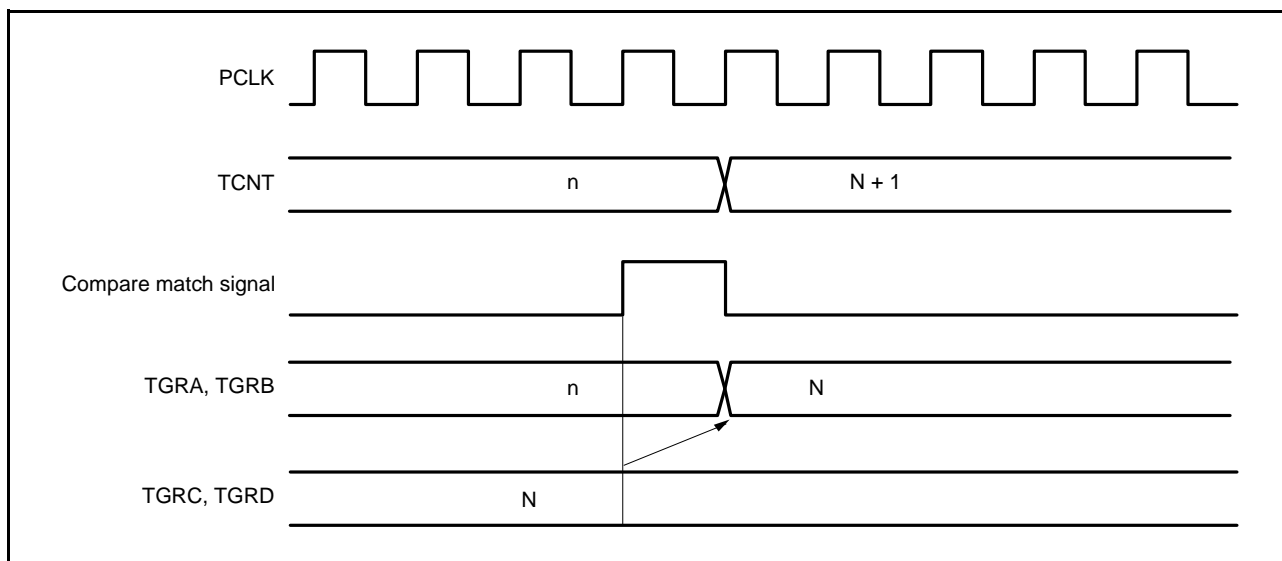 PCLK
TCNT
n
N + 1
Compare match signal
TGRA, TGRB
n
N
TGRC, TGRD
N